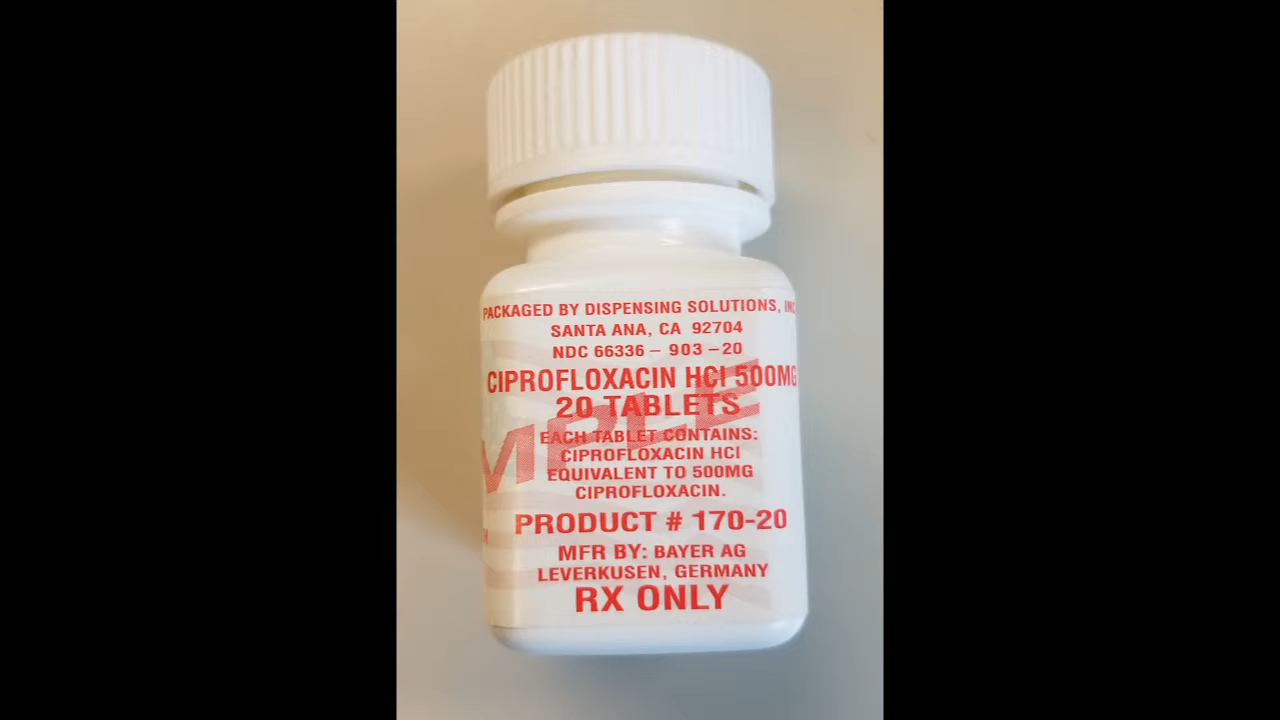 PACKAGED BY DISPENSING SOLUTIONS, INC
SANTA ANA, CA 92704
NDC 66336 – 903 –20
CIPROFLOXACIN HCl 500MG
20 TABLETS
MPLE
EACH TABLET CONTAINS:
CIPROFLOXACIN HCl
EQUIVALENT TO 500MG
CIPROFLOXACIN.
PRODUCT # 170-20
MFR BY: BAYER AG
LEVERKUSEN, GERMANY
RX ONLY